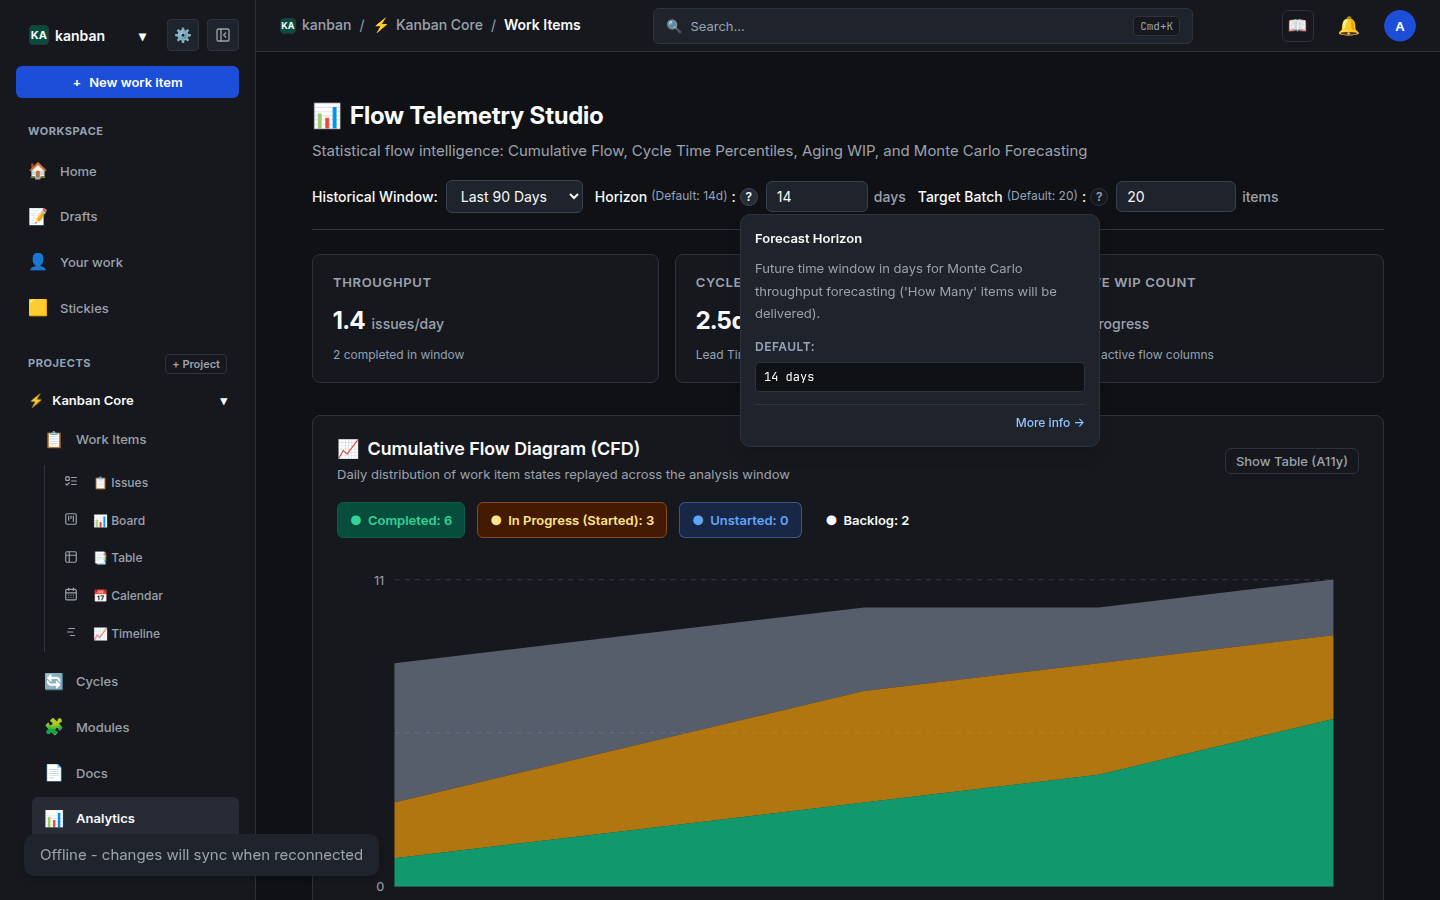 KA kanban
+ New work item
WORKSPACE
Home
Drafts
Your work
Stickies
PROJECTS
+ Project
Kanban Core
Work Items
Issues
Board
Table
Calendar
Timeline
Cycles
Modules
Docs
Analytics
Offline - changes will sync when reconnected
KA kanban / Kanban Core / Work Items
Search...
Cmd+K
A
Flow Telemetry Studio
Statistical flow intelligence: Cumulative Flow, Cycle Time Percentiles, Aging WIP, and Monte Carlo Forecasting
Historical Window: Last 90 Days Horizon (Default: 14d) : ? 14 days Target Batch (Default: 20) : ? 20 items
Forecast Horizon
Future time window in days for Monte Carlo
throughput forecasting ('How Many' items will be
delivered).
DEFAULT:
14 days
More info →
THROUGHPUT
1.4 issues/day
2 completed in window
CYCLE
2.5
Lead
WIP COUNT
active flow columns
Cumulative Flow Diagram (CFD)
Daily distribution of work item states replayed across the analysis window
Show Table (A11y)
Completed: 6
In Progress (Started): 3
Unstarted: 0
Backlog: 2
11
0